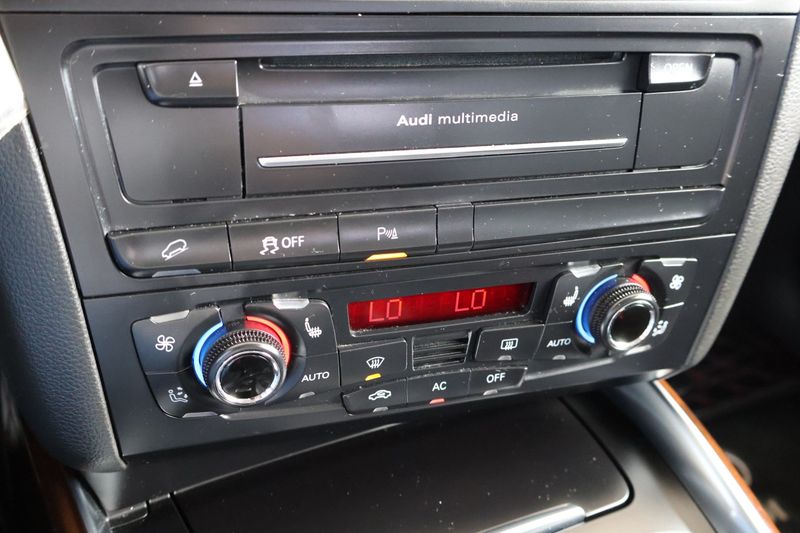 OPEN
Audi multimedia
OFF
P
LO LO
AUTO
AUTO
AC
OFF